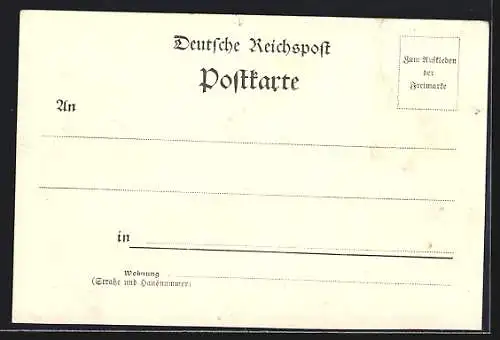 Deutsche Reichspost
Postkarte
Zum Aufkleben
der
Freimarke
An
in
Wohnung
(Straße und Hausnummer)